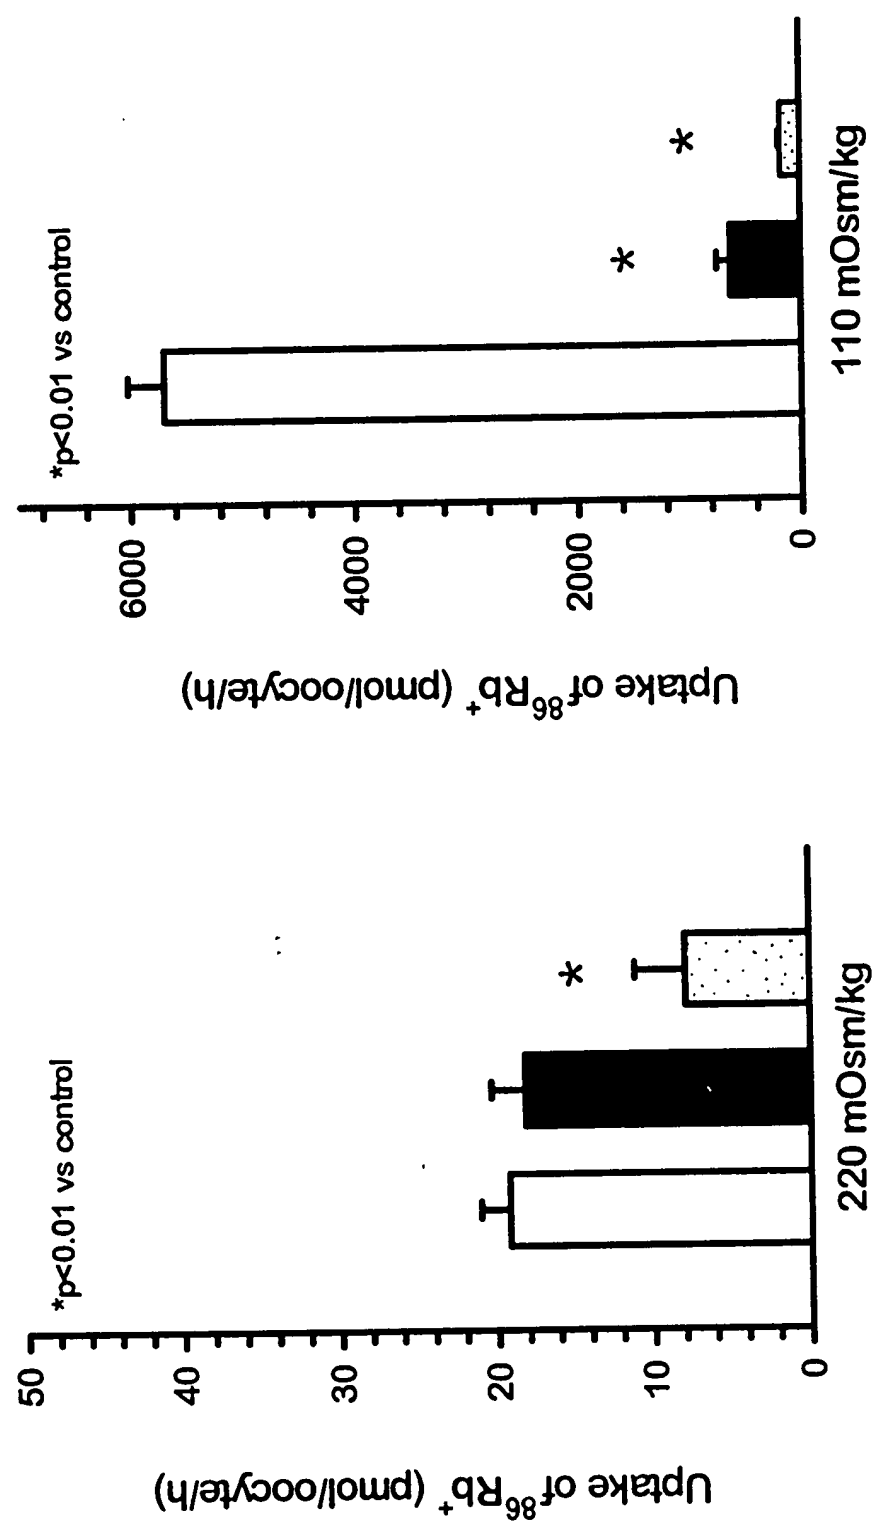 Uptake of ⁸⁶Rb⁺ (pmol/oocyte/h)
50
40
30
20
10
0
*p<0.01 vs control
*
220 mOsm/kg
Uptake of ⁸⁶Rb⁺ (pmol/oocyte/h)
6000
4000
2000
0
*p<0.01 vs control
*
*
110 mOsm/kg